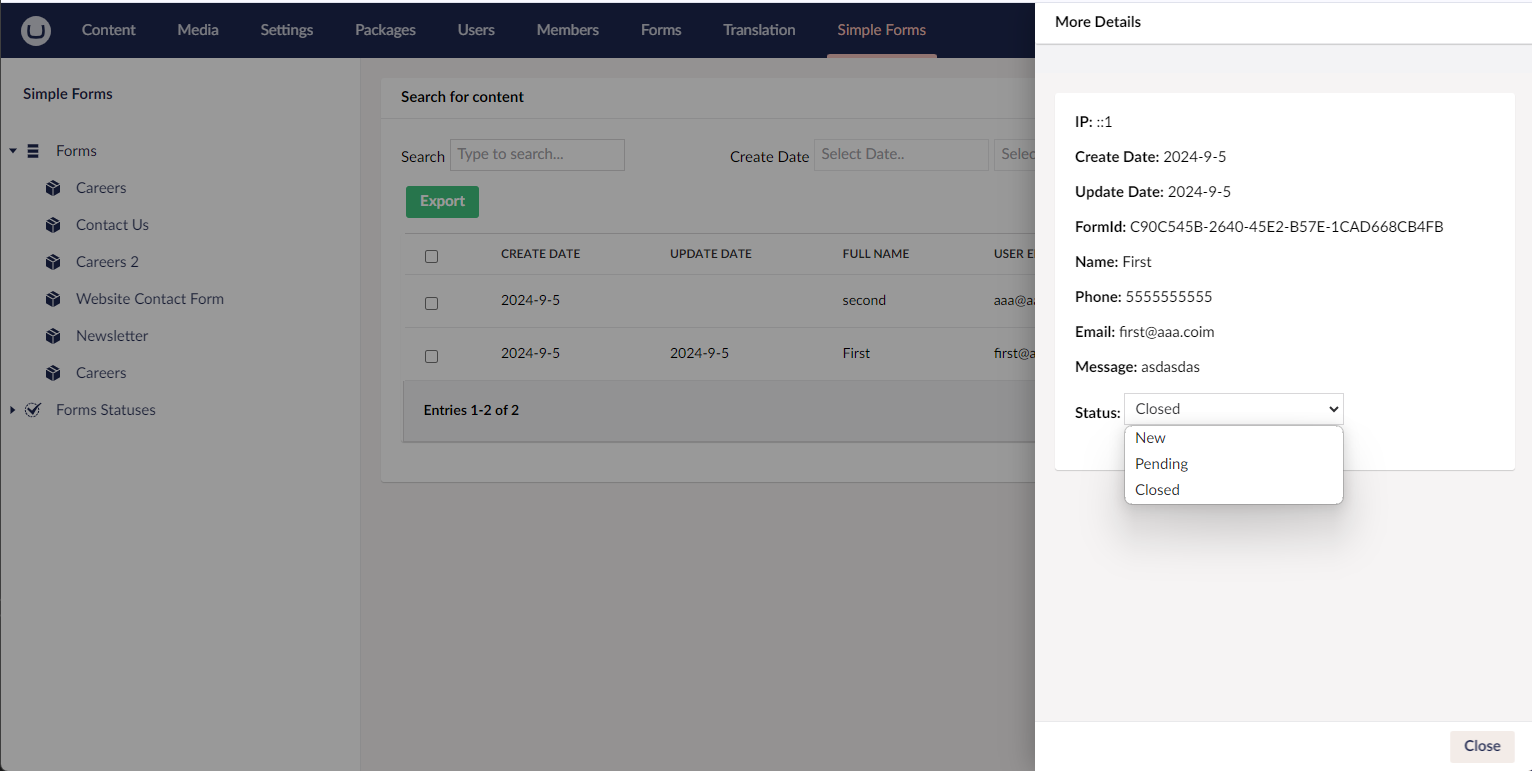 Content Media Settings Packages Users Members Forms Translation Simple Forms
Simple Forms
Forms
Careers
Contact Us
Careers 2
Website Contact Form
Newsletter
Careers
Forms Statuses
Search for content
Search Type to search... Create Date Select Date..
Export
CREATE DATE UPDATE DATE FULL NAME USER
2024-9-5 second
2024-9-5 2024-9-5 First
Entries 1-2 of 2
More Details
IP: ::1
Create Date: 2024-9-5
Update Date: 2024-9-5
FormId: C90C545B-2640-45E2-B57E-1CAD668CB4FB
Name: First
Phone: 5555555555
Email: first@aaa.coim
Message: asdasdas
Status: Closed
New
Pending
Closed
Close